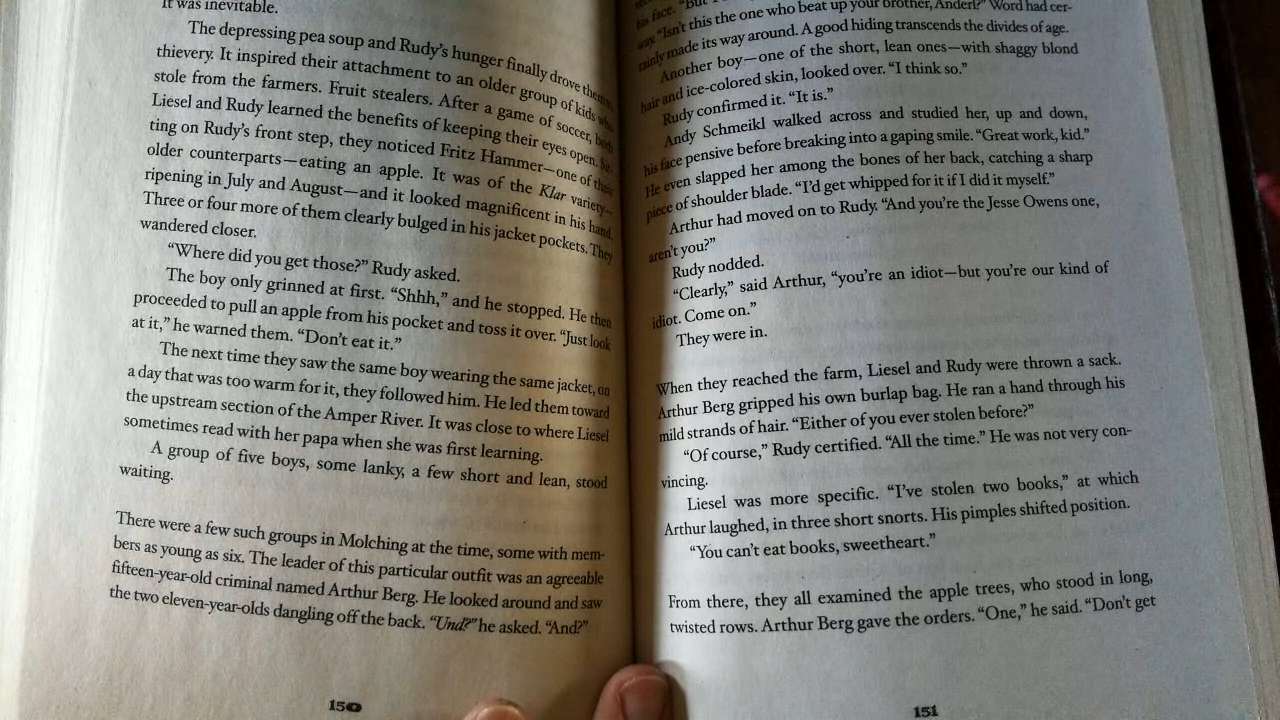 It was inevitable.
The depressing pea soup and Rudy's hunger finally drove them
thievery. It inspired their attachment to an older group of kids who
stole from the farmers. Fruit stealers. After a game of soccer, both
Liesel and Rudy learned the benefits of keeping their eyes open. Sit-
ting on Rudy's front step, they noticed Fritz Hammer—one of their
older counterparts—eating an apple. It was of the Klar variety—
ripening in July and August—and it looked magnificent in his hand.
Three or four more of them clearly bulged in his jacket pockets. They
wandered closer.
“Where did you get those?” Rudy asked.
The boy only grinned at first. “Shhh,” and he stopped. He then
proceeded to pull an apple from his pocket and toss it over. “Just look
at it,” he warned them. “Don't eat it.”
The next time they saw the same boy wearing the same jacket, on
a day that was too warm for it, they followed him. He led them toward
the upstream section of the Amper River. It was close to where Liesel
sometimes read with her papa when she was first learning.
A group of five boys, some lanky, a few short and lean, stood
waiting.
There were a few such groups in Molching at the time, some with mem-
bers as young as six. The leader of this particular outfit was an agreeable
fifteen-year-old criminal named Arthur Berg. He looked around and saw
the two eleven-year-olds dangling off the back. “Und?” he asked. “And?”
150
his face. “But
way. “Isn't this the one who beat up your brother, Anderl?” Word had cer-
tainly made its way around. A good hiding transcends the divides of age.
Another boy—one of the short, lean ones—with shaggy blond
hair and ice-colored skin, looked over. “I think so.”
Rudy confirmed it. “It is.”
Andy Schmeikl walked across and studied her, up and down,
his face pensive before breaking into a gaping smile. “Great work, kid.”
He even slapped her among the bones of her back, catching a sharp
piece of shoulder blade. “I'd get whipped for it if I did it myself.”
Arthur had moved on to Rudy. “And you're the Jesse Owens one,
aren't you?”
Rudy nodded.
“Clearly,” said Arthur, “you're an idiot—but you're our kind of
idiot. Come on.”
They were in.
When they reached the farm, Liesel and Rudy were thrown a sack.
Arthur Berg gripped his own burlap bag. He ran a hand through his
mild strands of hair. “Either of you ever stolen before?”
“Of course,” Rudy certified. “All the time.” He was not very con-
vincing.
Liesel was more specific. “I've stolen two books,” at which
Arthur laughed, in three short snorts. His pimples shifted position.
“You can't eat books, sweetheart.”
From there, they all examined the apple trees, who stood in long,
twisted rows. Arthur Berg gave the orders. “One,” he said. “Don't get
151